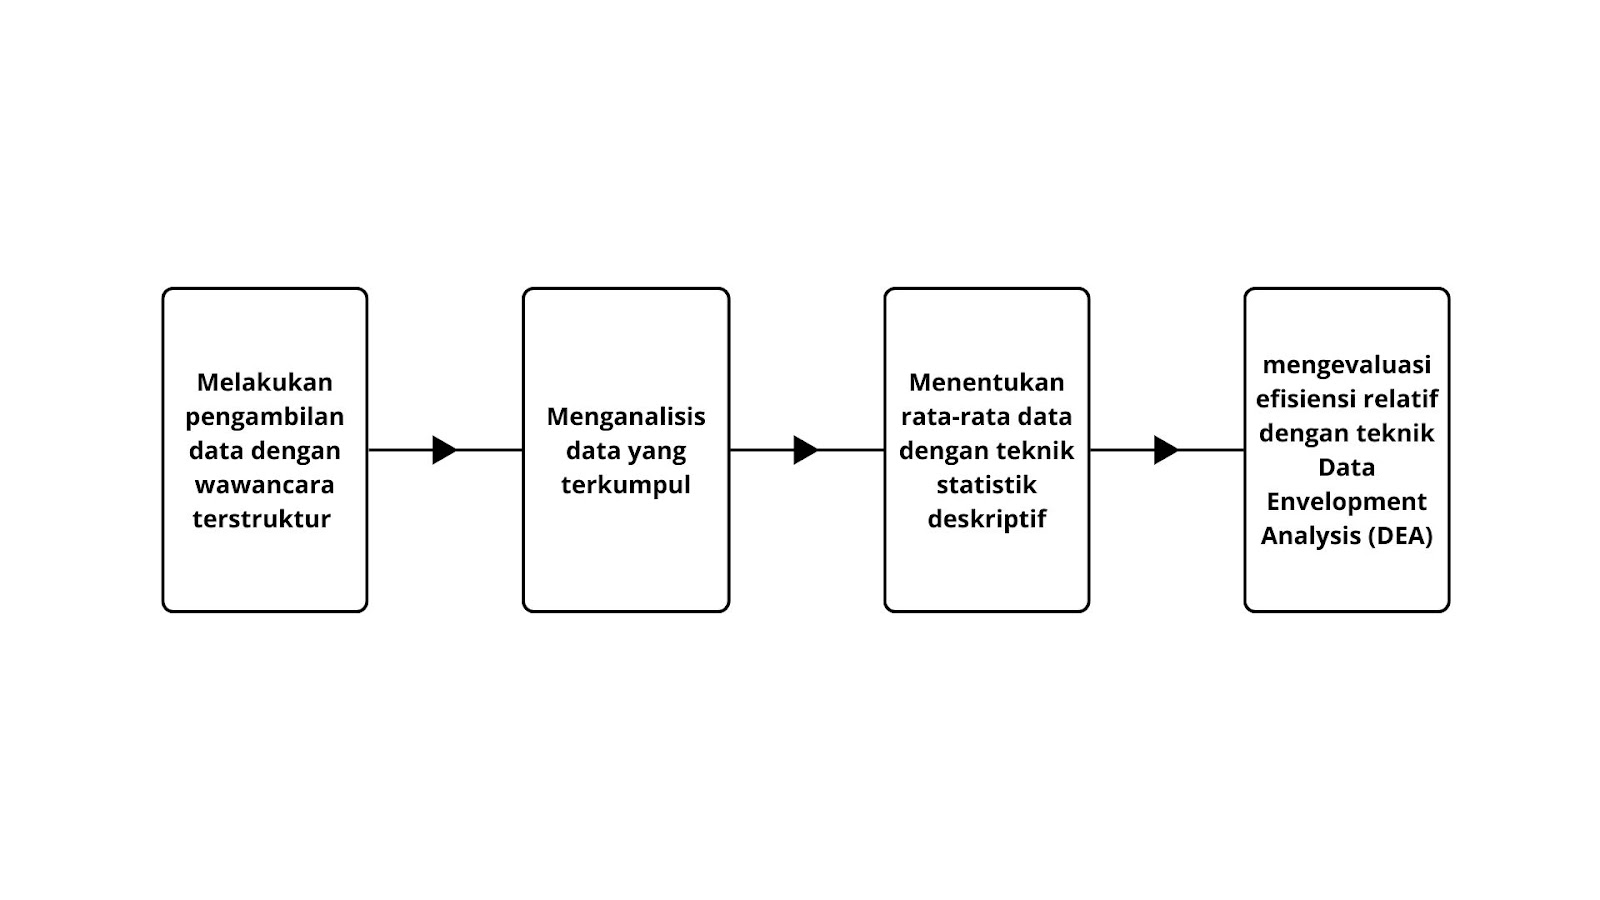 Melakukan
pengambilan
data dengan
wawancara
terstruktur
Menganalisis
data yang
terkumpul
Menentukan
rata-rata data
dengan teknik
statistik
deskriptif
mengevaluasi
efisiensi relatif
dengan teknik
Data
Envelopment
Analysis (DEA)